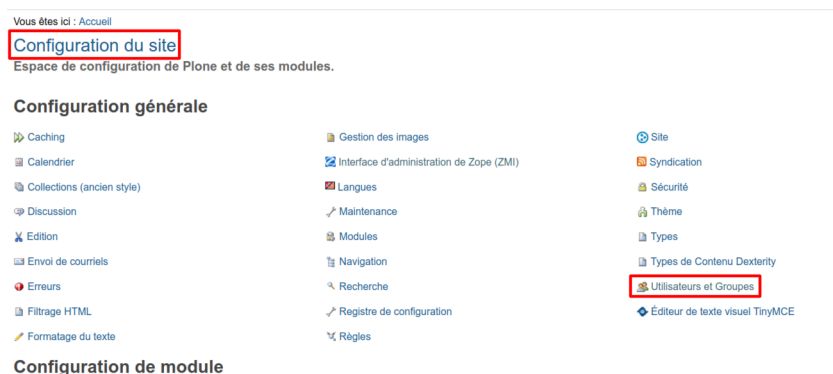 Vous êtes ici : Accueil
Configuration du site
Espace de configuration de Plone et de ses modules.
Configuration générale
Caching
Gestion des images
Site
Calendrier
Interface d'administration de Zope (ZMI)
Syndication
Collections (ancien style)
Langues
Sécurité
Discussion
Maintenance
Thème
Edition
Modules
Types
Envoi de courriels
Navigation
Types de Contenu Dexterity
Erreurs
Recherche
Utilisateurs et Groupes
Filtrage HTML
Registre de configuration
Éditeur de texte visuel TinyMCE
Formatage du texte
Règles
Configuration de module